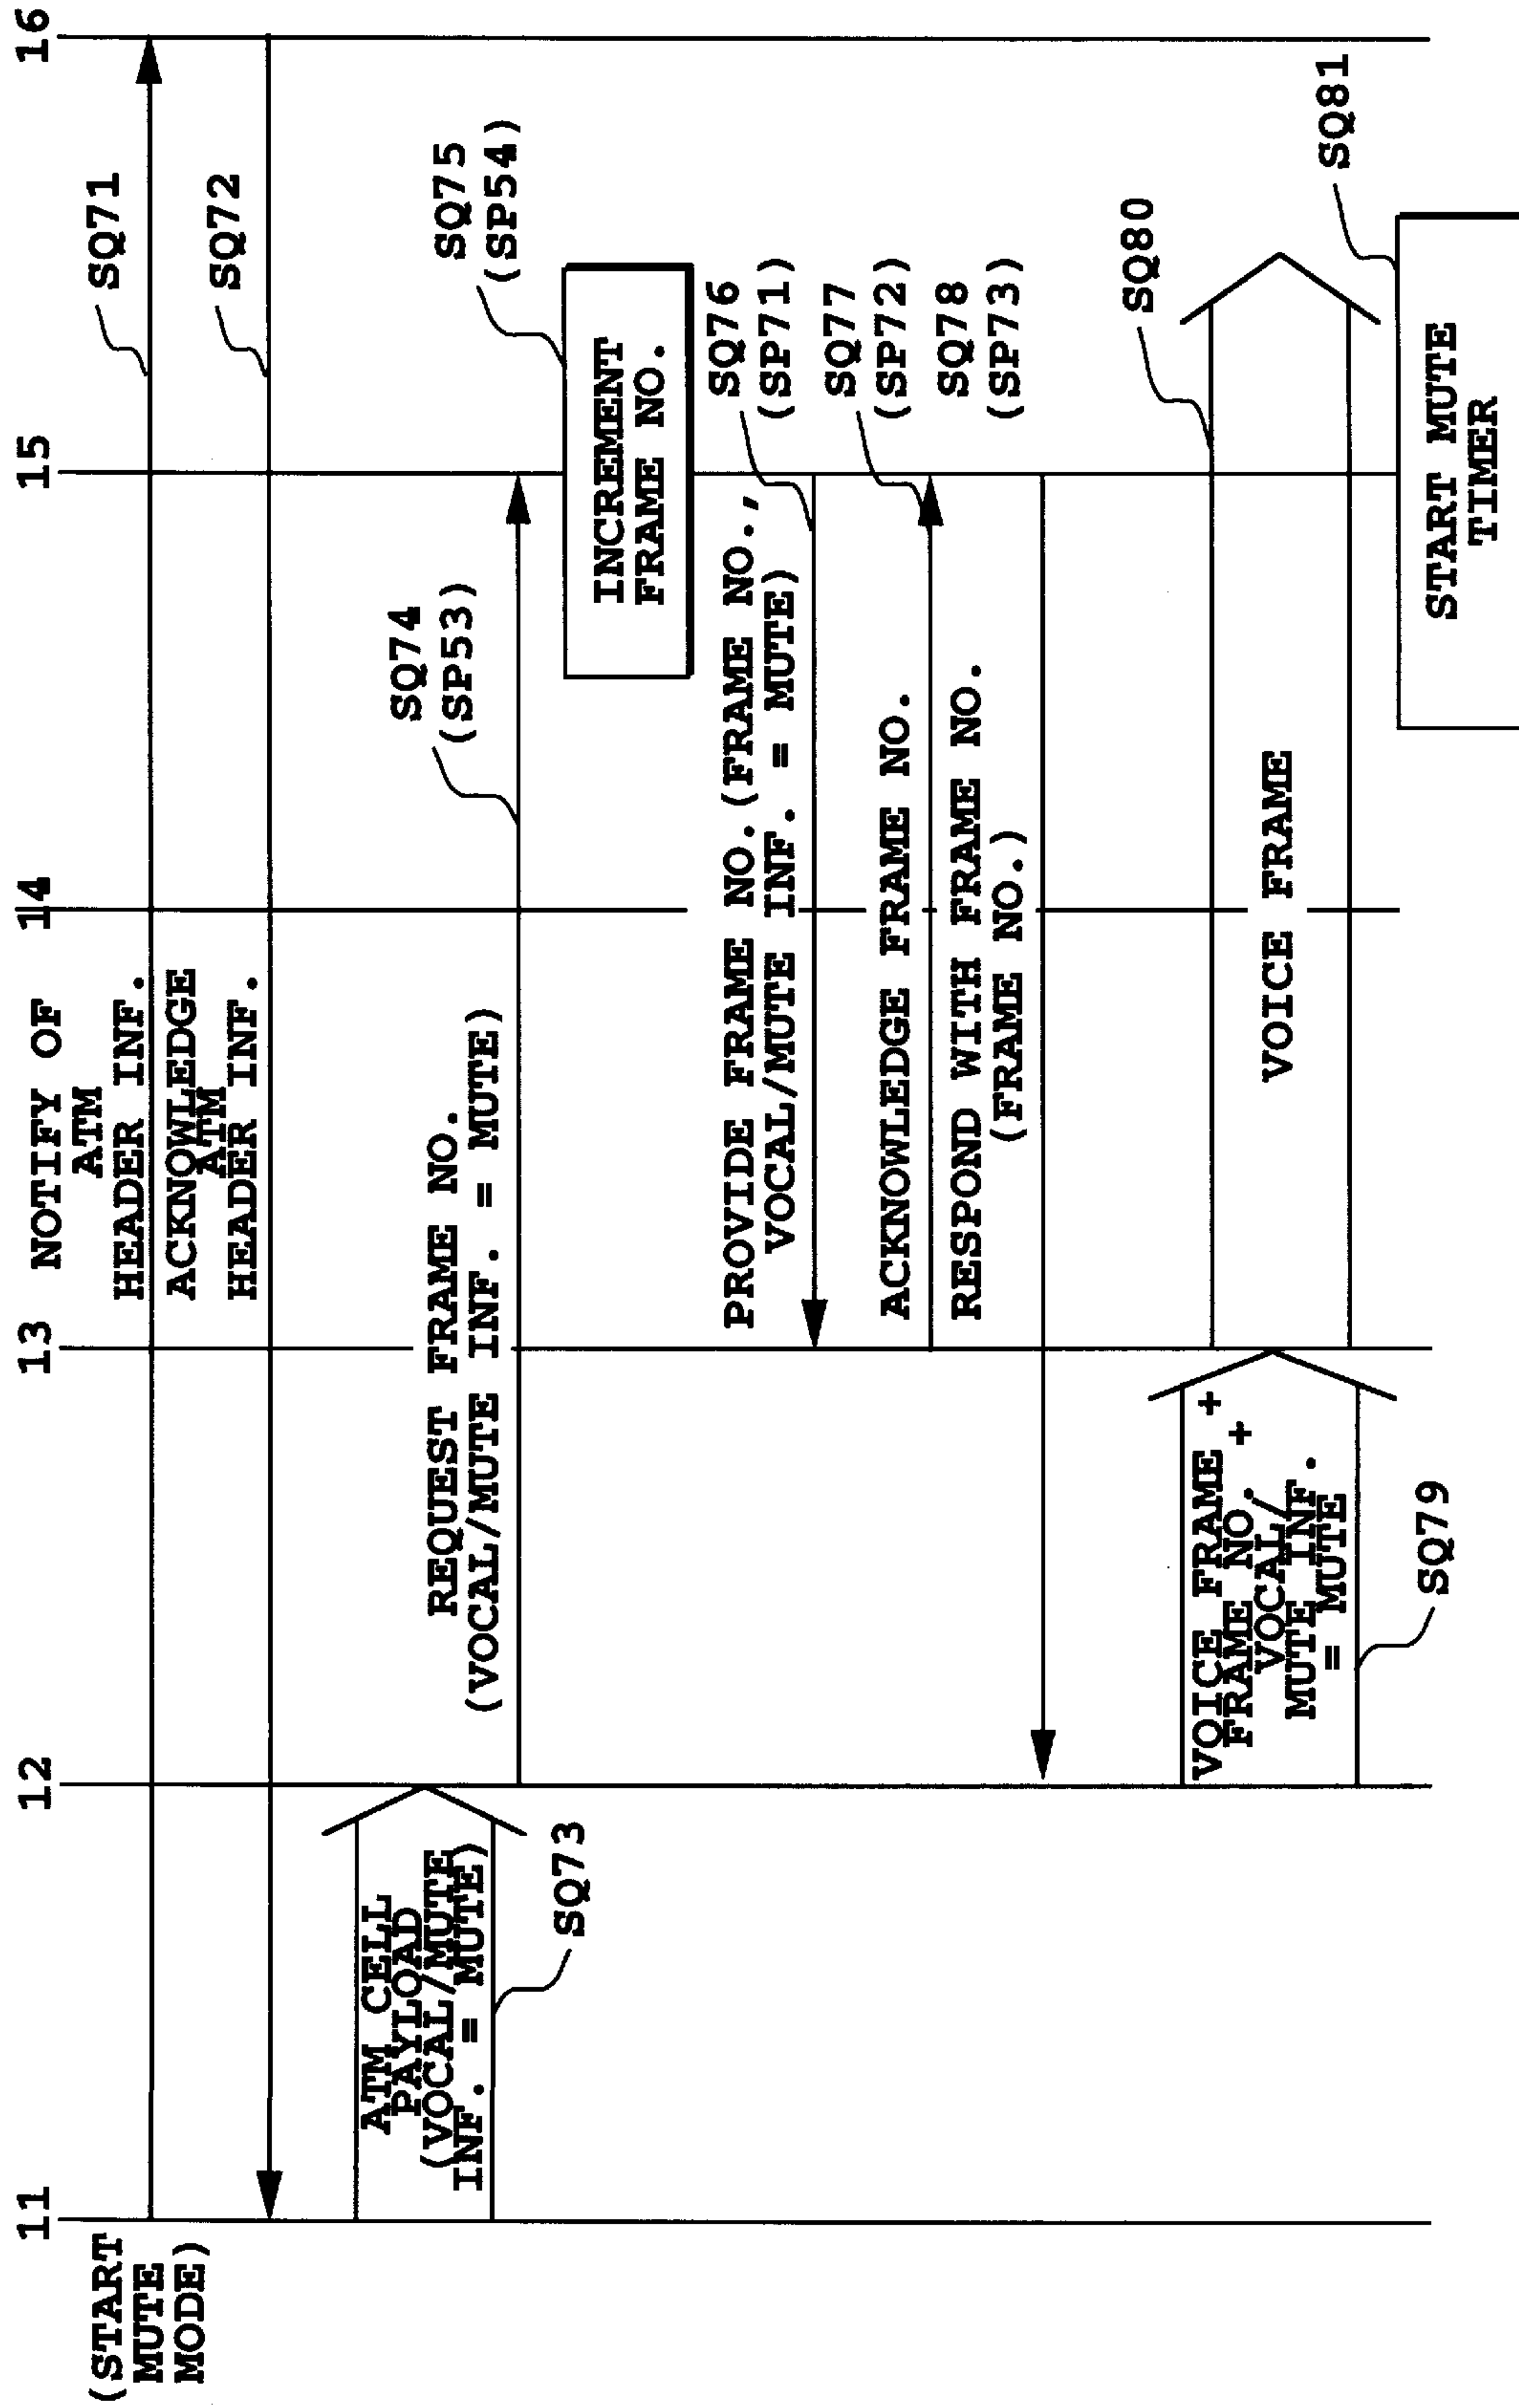 11
12
13
14
15
16
(START
MUTE
MODE)
NOTIFY OF
ATM
HEADER INF.
SQ71
ACKNOWLEDGE
ATM
HEADER INF.
SQ72
ATM CELL
PAYLOAD
(VOCAL/MUTE
INF. = MUTE)
SQ73
REQUEST FRAME NO.
(VOCAL/MUTE INF. = MUTE)
SQ74
(SP53)
SQ75
(SP54)
INCREMENT
FRAME NO.
PROVIDE FRAME NO.(FRAME NO.,
VOCAL/MUTE INF. = MUTE)
SQ76
(SP71)
ACKNOWLEDGE FRAME NO.
SQ77
(SP72)
RESPOND WITH FRAME NO.
(FRAME NO.)
SQ78
(SP73)
VOICE FRAME +
FRAME NO. +
VOCAL/
MUTE INF.
= MUTE
SQ79
VOICE FRAME
SQ80
START MUTE
TIMER
SQ81